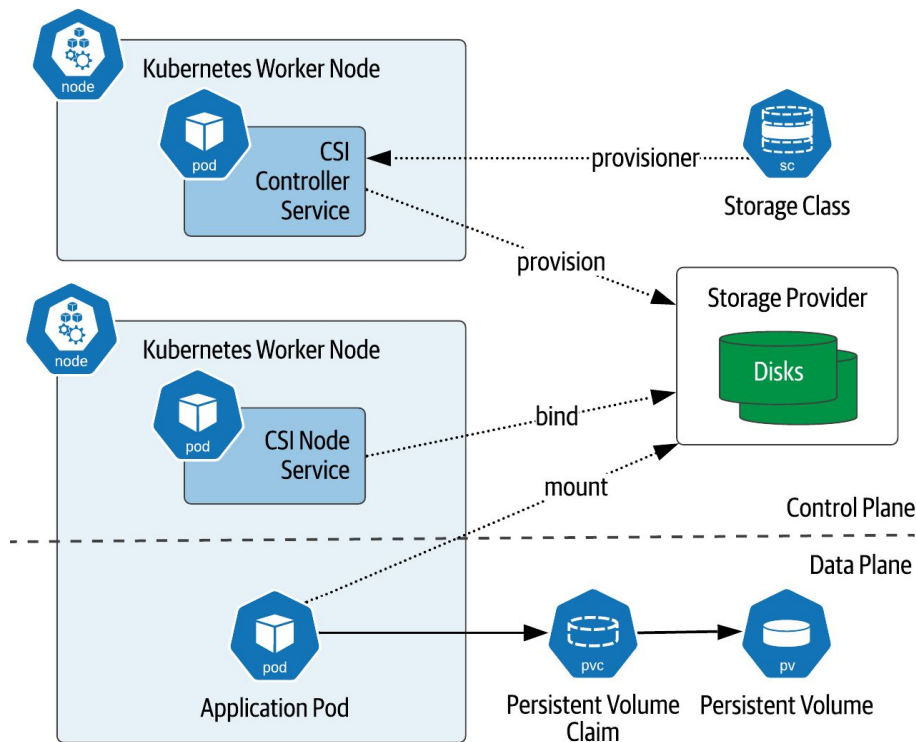 node
Kubernetes Worker Node
pod
CSI
Controller
Service
provisioner
sc
Storage Class
provision
Storage Provider
Disks
node
Kubernetes Worker Node
pod
CSI Node
Service
bind
mount
Control Plane
Data Plane
pod
Application Pod
pvc
Persistent Volume
Claim
pv
Persistent Volume